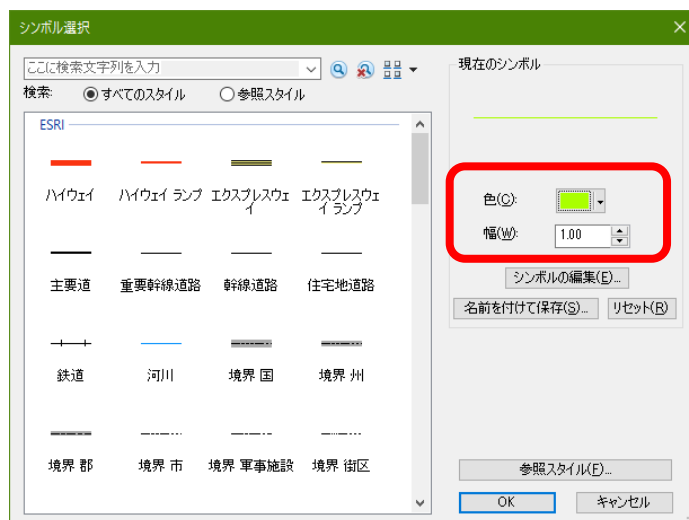 シンボル選択
ここに検索文字列を入力
検索:
すべてのスタイル
参照スタイル
ESRI
ハイウェイ
ハイウェイ ランプ
エクスプレスウェ
イ
エクスプレスウェ
イ ランプ
主要道
重要幹線道路
幹線道路
住宅地道路
鉄道
河川
境界 国
境界 州
境界 郡
境界 市
境界 軍事施設
境界 街区
現在のシンボル
色(C):
幅(W):
1.00
シンボルの編集(E)...
名前を付けて保存(S)...
リセット(R)
参照スタイル(F)...
OK
キャンセル